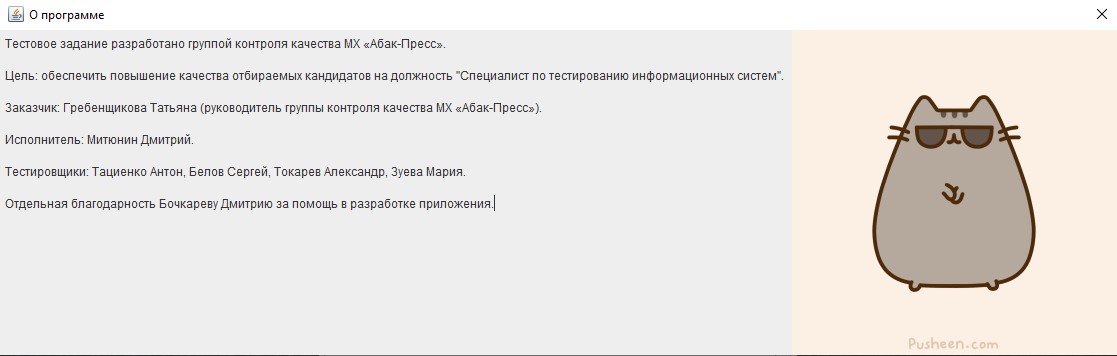 О программе
Тестовое задание разработано группой контроля качества МХ «Абак-Пресс».
Цель: обеспечить повышение качества отбираемых кандидатов на должность "Специалист по тестированию информационных систем".
Заказчик: Гребенщикова Татьяна (руководитель группы контроля качества МХ «Абак-Пресс»).
Исполнитель: Митюнин Дмитрий.
Тестировщики: Тациенко Антон, Белов Сергей, Токарев Александр, Зуева Мария.
Отдельная благодарность Бочкареву Дмитрию за помощь в разработке приложения.
Pusheen.com